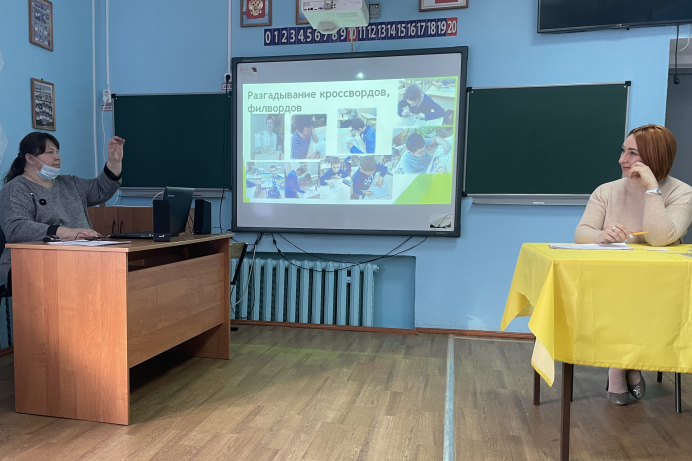 0 1 2 3 4 5 6 7 8 9 10 11 12 13 14 15 16 17 18 19 20
Разгадывание кроссвордов,
филвордов